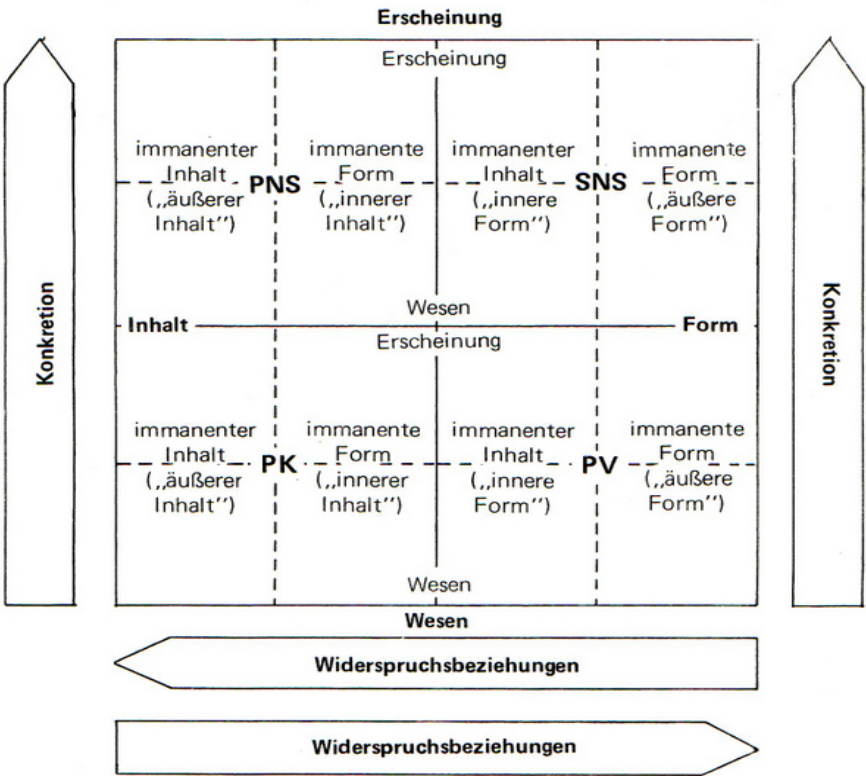 Erscheinung
Erscheinung
immanenter immanente immanenter immanente
Inhalt PNS Form Inhalt SNS Form
(„äußerer („innerer („innere („äußere
Inhalt”) Inhalt”) Form”) Form”)
Konkretion
Konkretion
Wesen
Inhalt Form
Erscheinung
immanenter immanente immanenter immanente
Inhalt PK Form Inhalt PV Form
(„äußerer („innerer („innere („äußere
Inhalt”) Inhalt”) Form”) Form”)
Wesen
Wesen
Widerspruchsbeziehungen
Widerspruchsbeziehungen